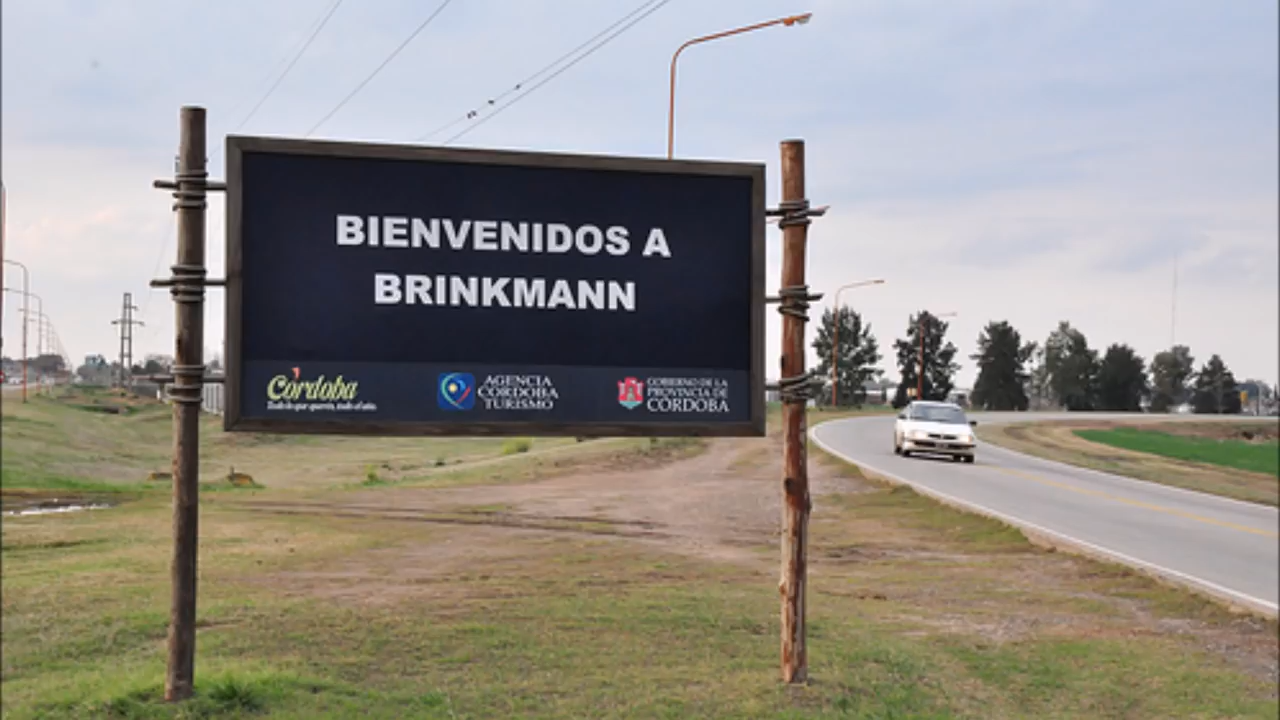 BIENVENIDOS A
BRINKMANN
Córdoba
AGENCIA
CÓRDOBA
TURISMO
GOBIERNO DE LA
PROVINCIA DE
CÓRDOBA